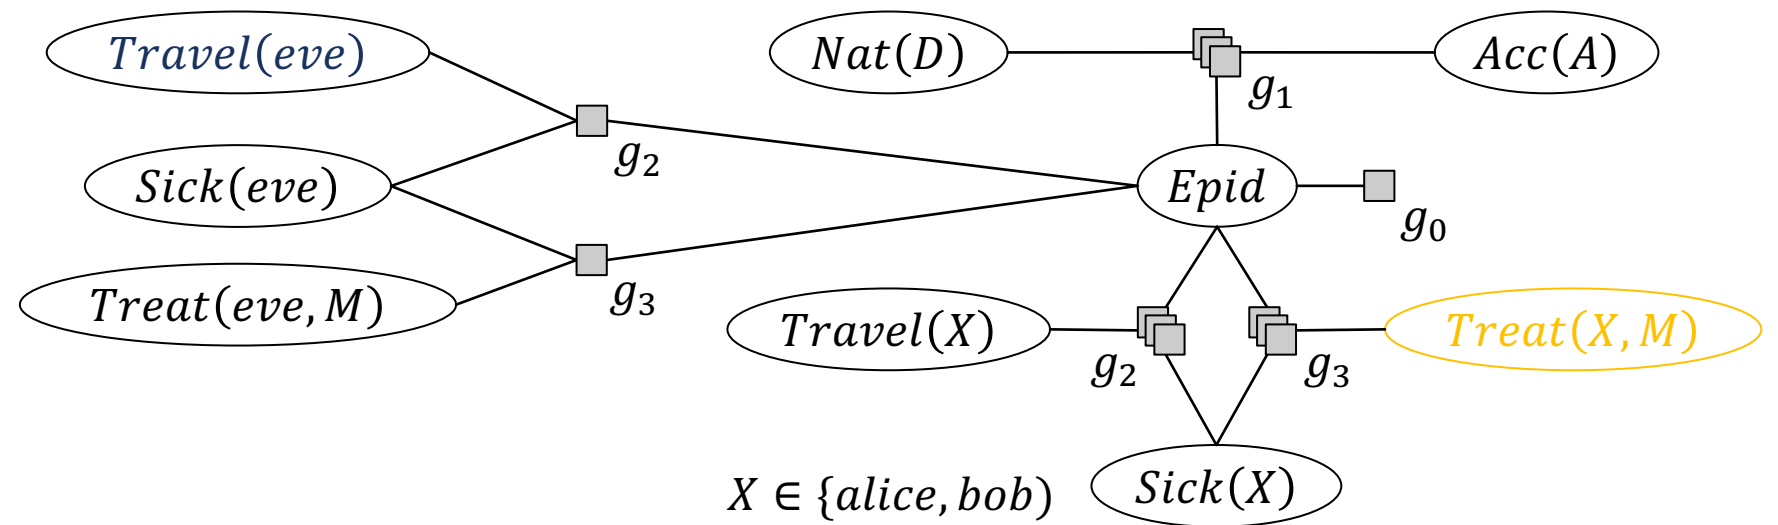 Travel(eve)
Nat(D)
Acc(A)
g₁
g₂
Sick(eve)
Epid
g₀
Treat(eve, M)
g₃
Travel(X)
g₂
g₃
Treat(X, M)
X ∈ {alice, bob)
Sick(X)